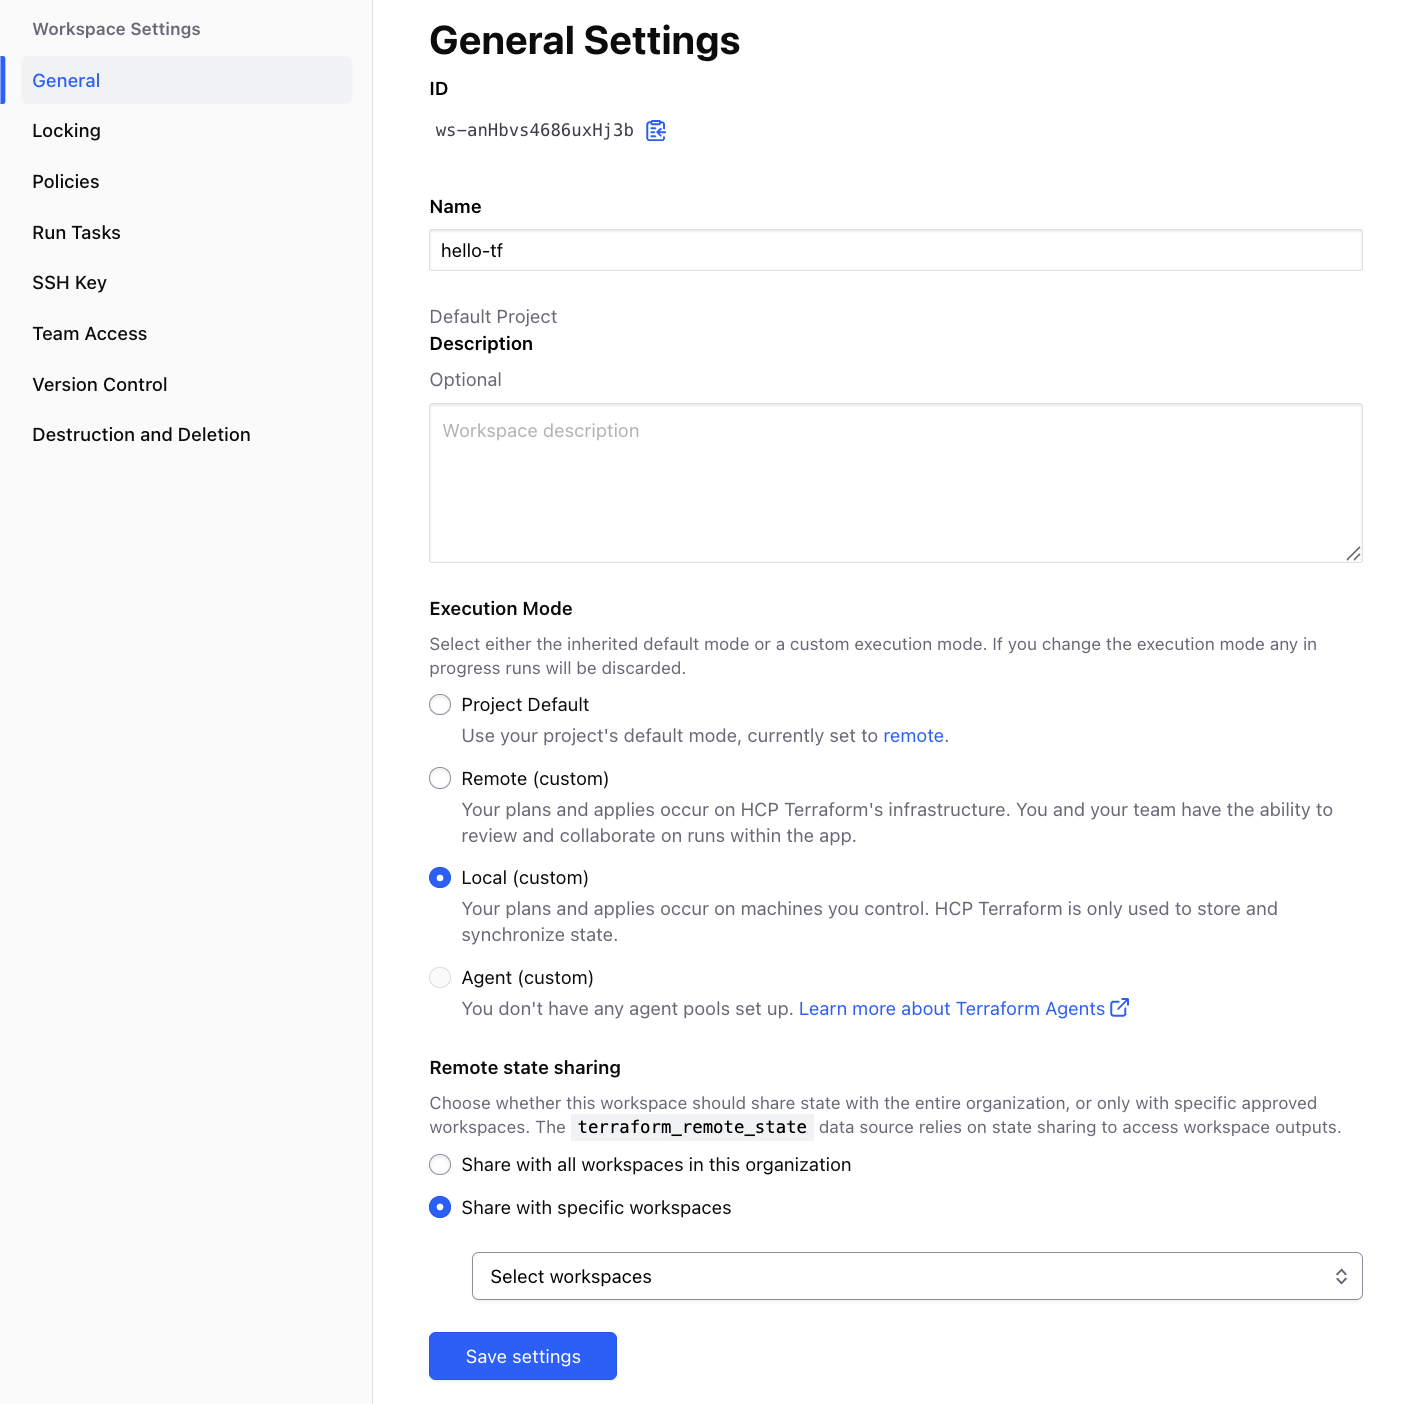 Workspace Settings
General
Locking
Policies
Run Tasks
SSH Key
Team Access
Version Control
Destruction and Deletion
General Settings
ID
ws-anHbvs4686uxHj3b
Name
hello-tf
Default Project
Description
Optional
Workspace description
Execution Mode
Select either the inherited default mode or a custom execution mode. If you change the execution mode any in
progress runs will be discarded.
Project Default
Use your project's default mode, currently set to remote.
Remote (custom)
Your plans and applies occur on HCP Terraform's infrastructure. You and your team have the ability to
review and collaborate on runs within the app.
Local (custom)
Your plans and applies occur on machines you control. HCP Terraform is only used to store and
synchronize state.
Agent (custom)
You don't have any agent pools set up. Learn more about Terraform Agents
Remote state sharing
Choose whether this workspace should share state with the entire organization, or only with specific approved
workspaces. The terraform_remote_state data source relies on state sharing to access workspace outputs.
Share with all workspaces in this organization
Share with specific workspaces
Select workspaces
Save settings